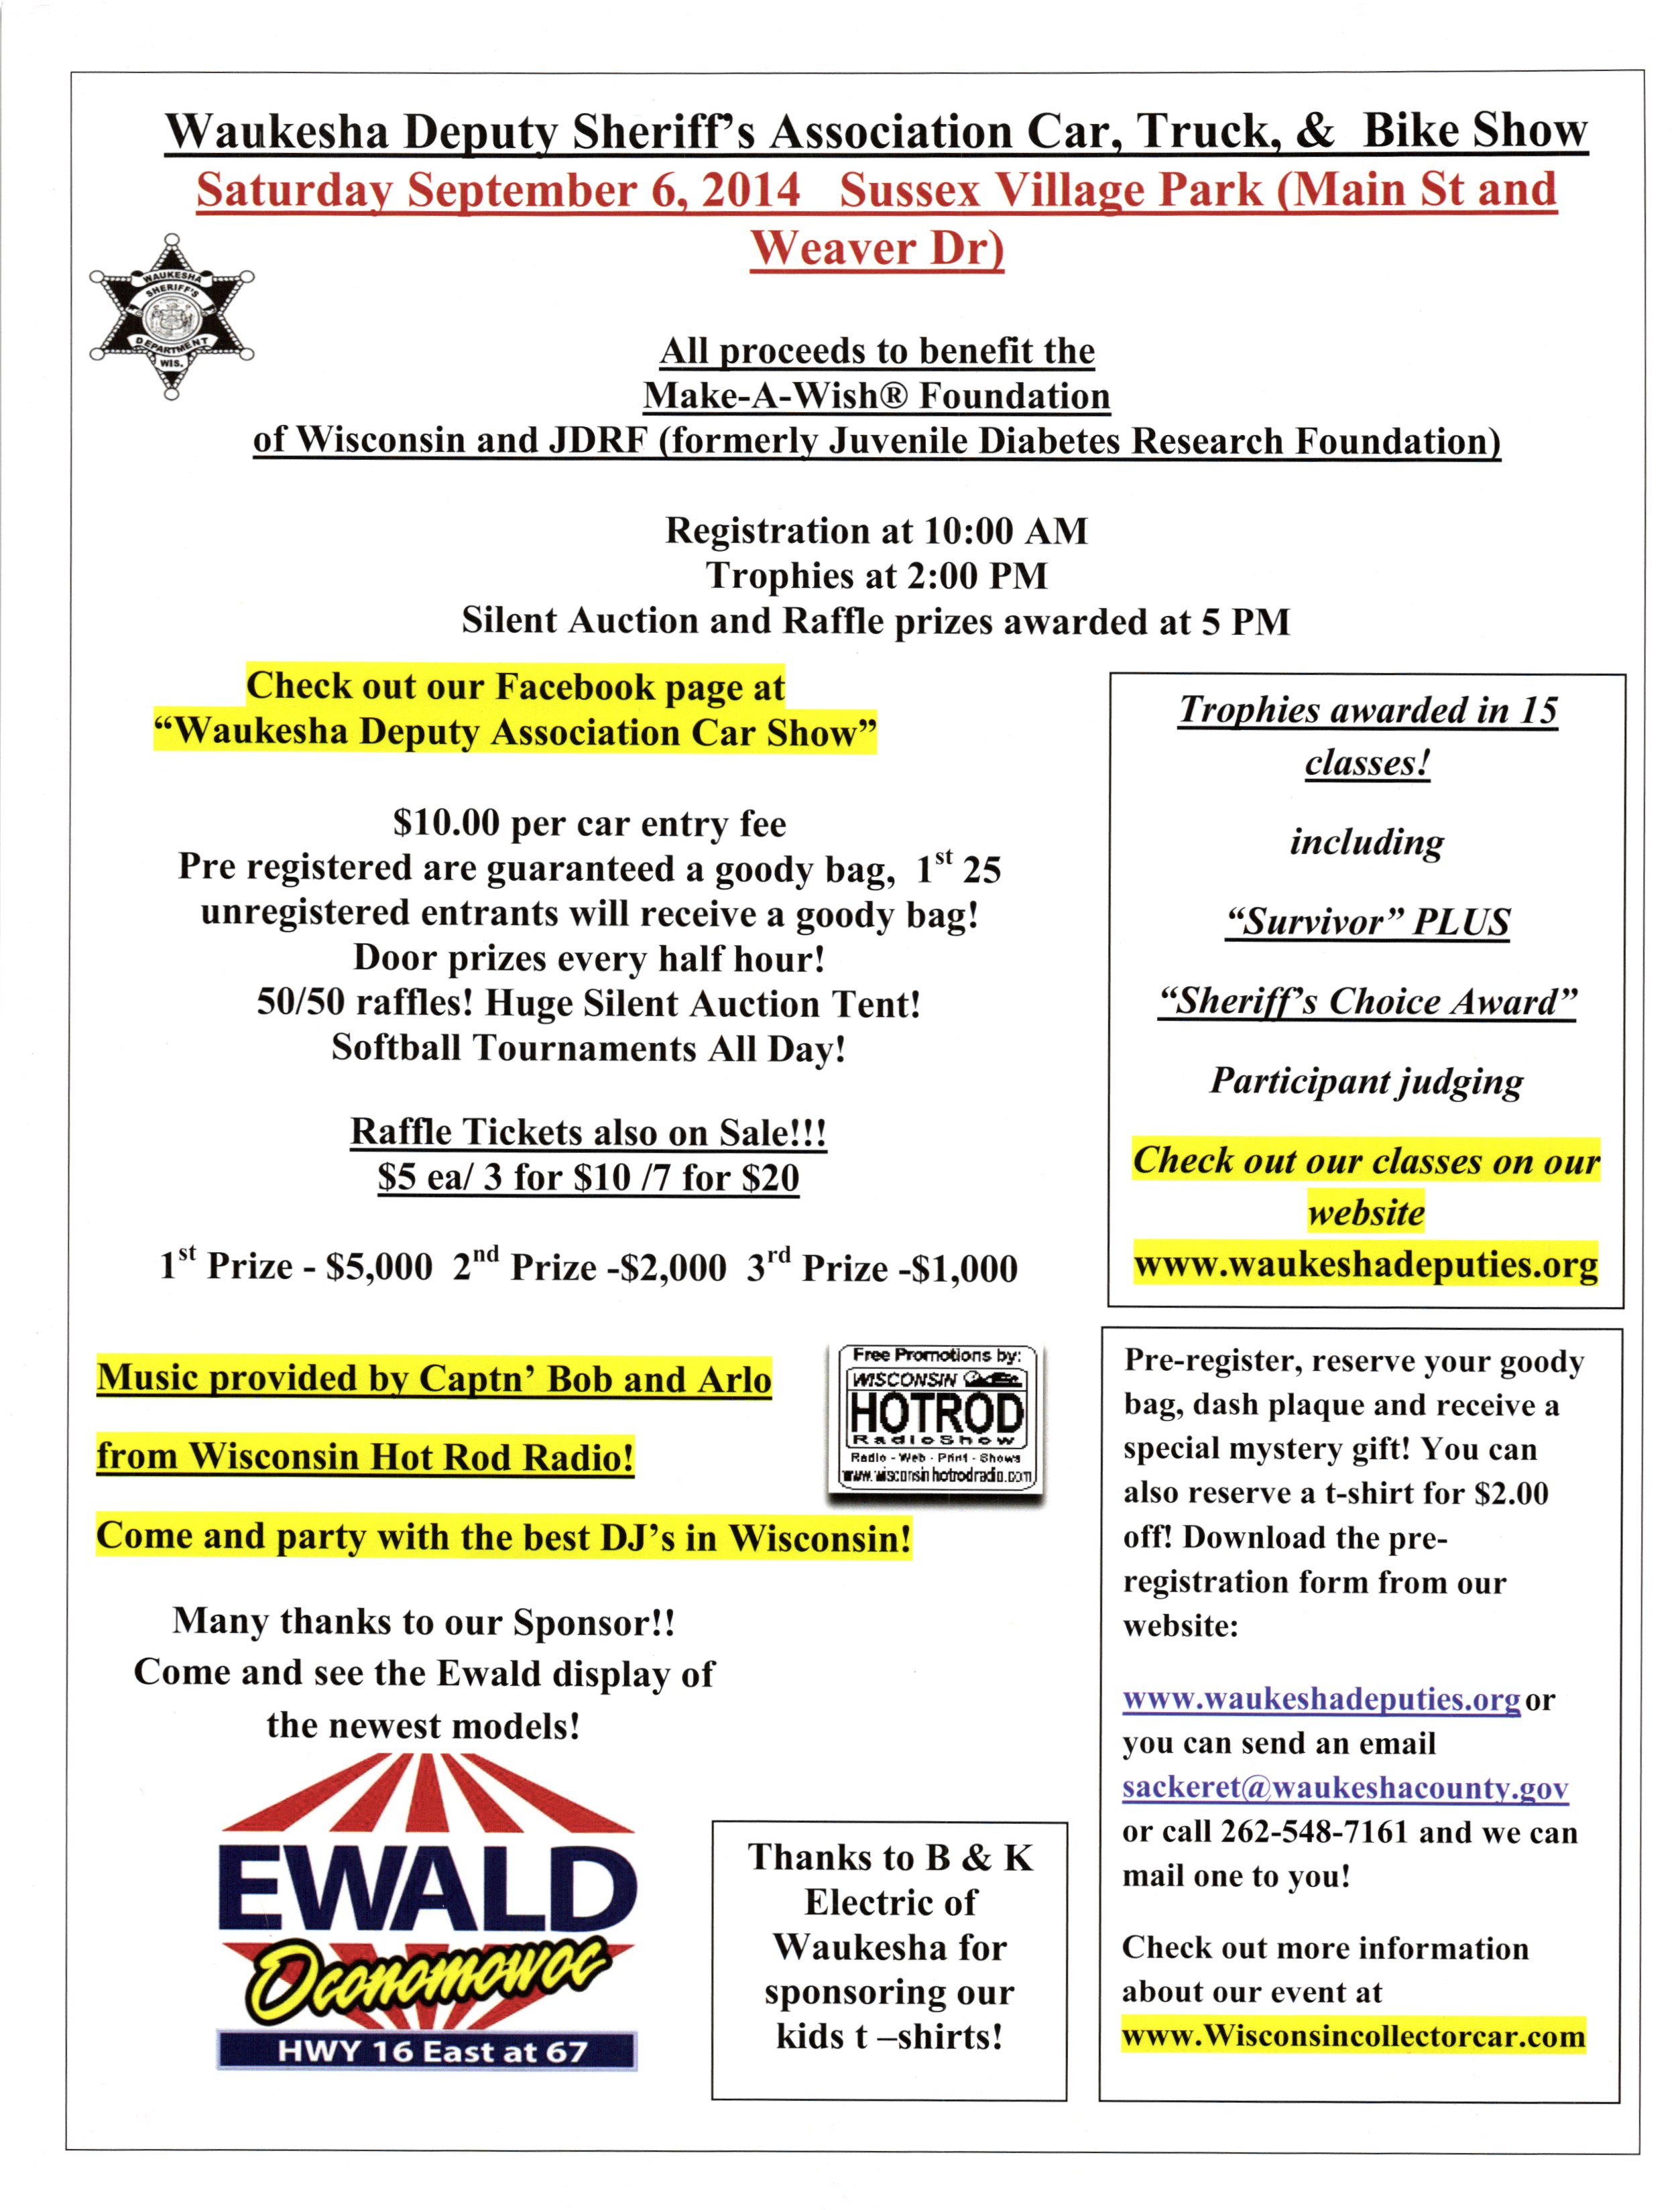 Waukesha Deputy Sheriff's Association Car, Truck, &  Bike Show
Saturday September 6, 2014   Sussex Village Park (Main St and
Weaver Dr)
WAUKESHA
SHERIFF'S
DEPARTMENT
WIS.
All proceeds to benefit the
Make-A-Wish® Foundation
of Wisconsin and JDRF (formerly Juvenile Diabetes Research Foundation)
Registration at 10:00 AM
Trophies at 2:00 PM
Silent Auction and Raffle prizes awarded at 5 PM
Check out our Facebook page at
“Waukesha Deputy Association Car Show”
$10.00 per car entry fee
Pre registered are guaranteed a goody bag,  1st 25
unregistered entrants will receive a goody bag!
Door prizes every half hour!
50/50 raffles! Huge Silent Auction Tent!
Softball Tournaments All Day!
Raffle Tickets also on Sale!!!
$5 ea/ 3 for $10 /7 for $20
1st Prize - $5,000  2nd Prize -$2,000  3rd Prize -$1,000
Trophies awarded in 15
classes!
including
“Survivor” PLUS
“Sheriff's Choice Award”
Participant judging
Check out our classes on our
website
www.waukeshadeputies.org
Music provided by Captn' Bob and Arlo
from Wisconsin Hot Rod Radio!
Come and party with the best DJ's in Wisconsin!
Free Promotions by:
WISCONSIN
HOTROD
RadioShow
Radio - Web - Print - Shows
www.wisconsinhotrodradio.com
Many thanks to our Sponsor!!
Come and see the Ewald display of
the newest models!
EWALD
Oconomowoc
HWY 16 East at 67
Thanks to B & K
Electric of
Waukesha for
sponsoring our
kids t –shirts!
Pre-register, reserve your goody
bag, dash plaque and receive a
special mystery gift! You can
also reserve a t-shirt for $2.00
off! Download the pre-
registration form from our
website:
www.waukeshadeputies.org or
you can send an email
sackeret@waukeshacounty.gov
or call 262-548-7161 and we can
mail one to you!
Check out more information
about our event at
www.Wisconsincollectorcar.com